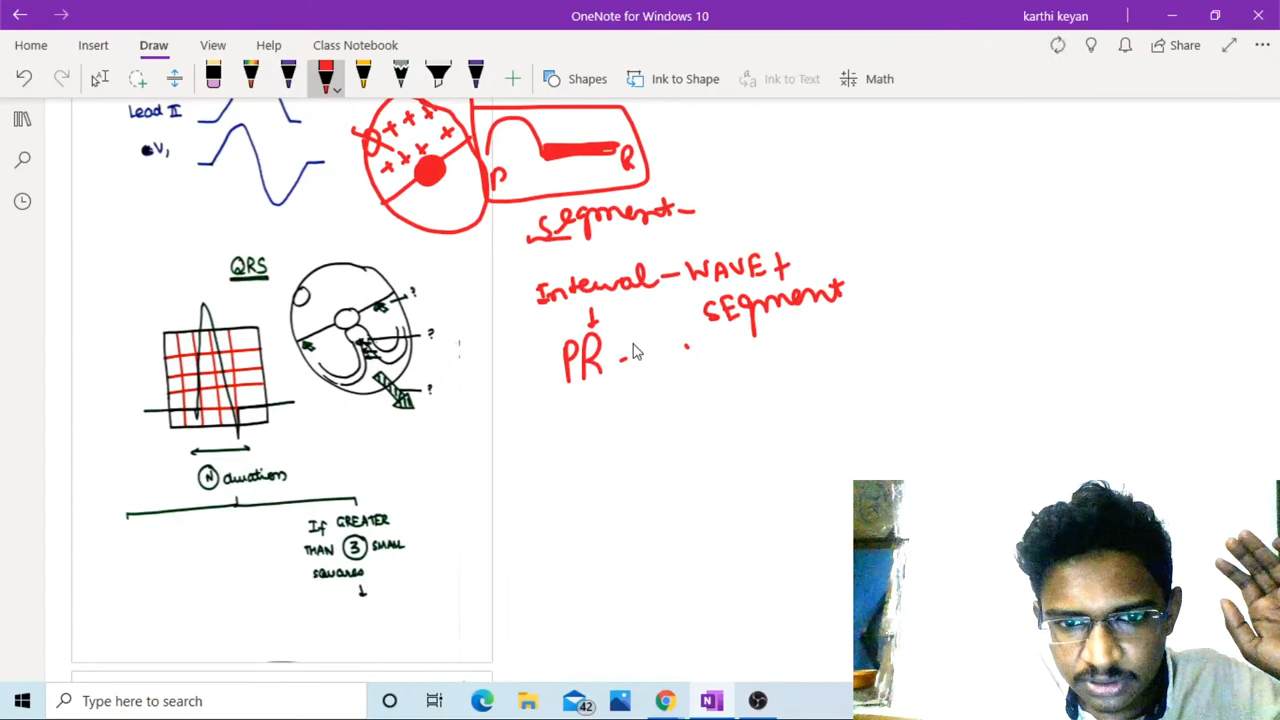 OneNote for Windows 10
karthi keyan
Home Insert Draw View Help Class Notebook
Share
Shapes Ink to Shape Ink to Text Math
Lead II
V1
P R
Segment-
Interval - WAVE +
SEgment
PR -
QRS
?
?
?
N duration
If GREATER
THAN 3 SMALL
squares
Type here to search
42